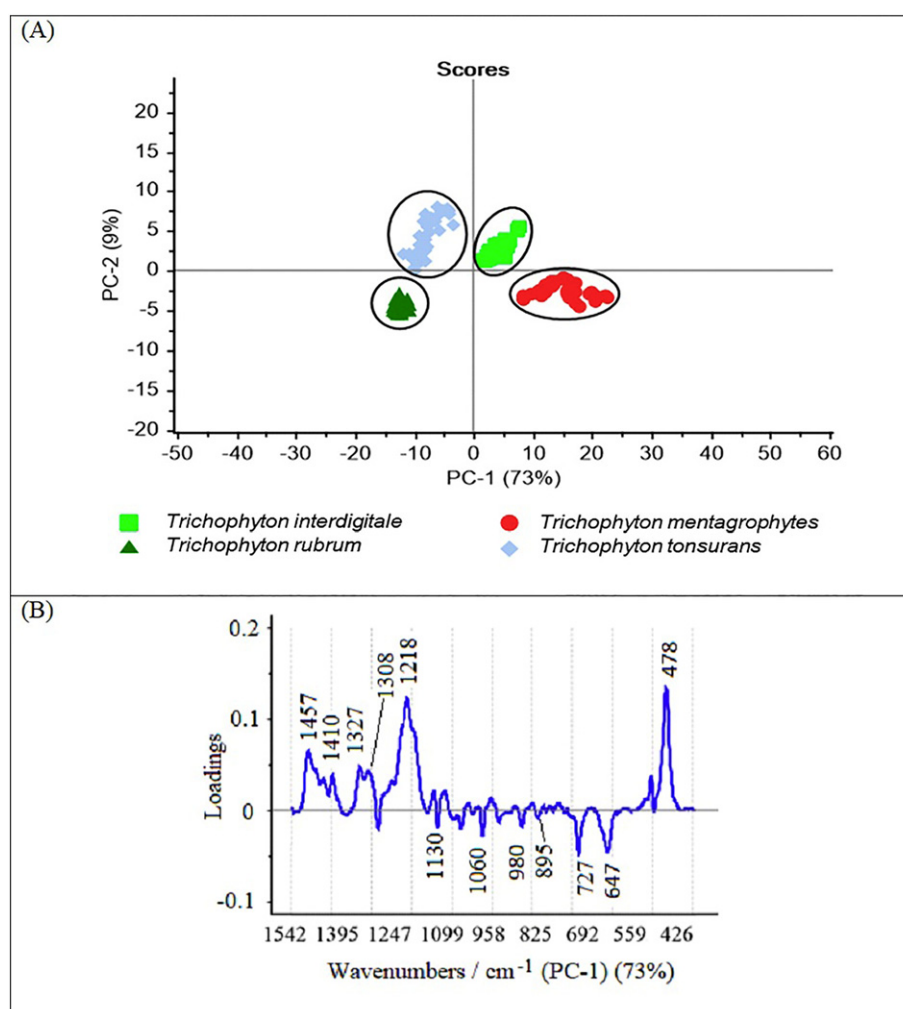 (A)
Scores
20
15
10
5
0
-5
-10
-15
-20
PC-2 (9%)
-50 -40 -30 -20 -10 0 10 20 30 40 50 60
PC-1 (73%)
Trichophyton interdigitale
Trichophyton mentagrophytes
Trichophyton rubrum
Trichophyton tonsurans
(B)
0.2
0.1
0
-0.1
Loadings
1457
1410
1327
1308
1218
478
1130
1060
980
895
727
647
1542 1395 1247 1099 958 825 692 559 426
Wavenumbers / cm-1 (PC-1) (73%)